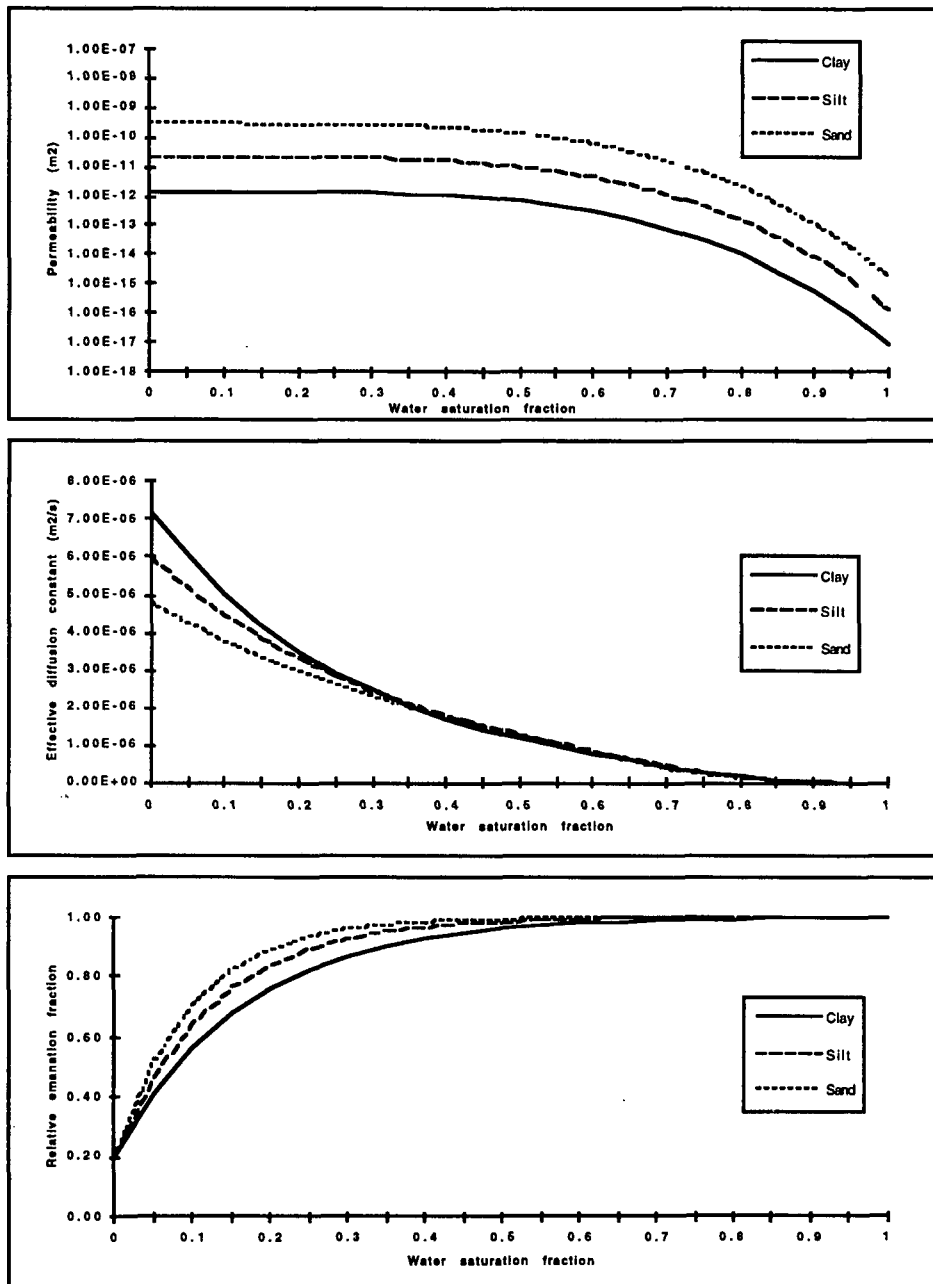 1.00E-07
1.00E-08
1.00E-09
1.00E-10
1.00E-11
1.00E-12
1.00E-13
1.00E-14
1.00E-15
1.00E-16
1.00E-17
1.00E-18
Permeability (m2)
0 0.1 0.2 0.3 0.4 0.5 0.6 0.7 0.8 0.9 1
Water saturation fraction
Clay
Silt
Sand
8.00E-06
7.00E-06
6.00E-06
5.00E-06
4.00E-06
3.00E-06
2.00E-06
1.00E-06
0.00E+00
Effective diffusion constant (m2/s)
0 0.1 0.2 0.3 0.4 0.5 0.6 0.7 0.8 0.9 1
Water saturation fraction
Clay
Silt
Sand
1.00
0.80
0.60
0.40
0.20
0.00
Relative emanation fraction
0 0.1 0.2 0.3 0.4 0.5 0.6 0.7 0.8 0.9 1
Water saturation fraction
Clay
Silt
Sand